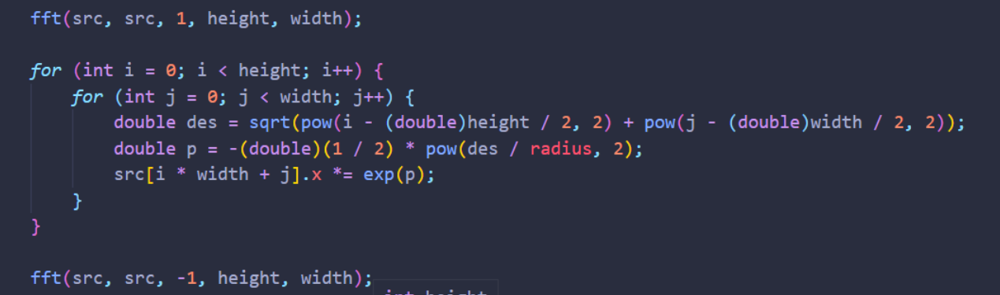 fft(src, src, 1, height, width);
for (int i = 0; i < height; i++) {
for (int j = 0; j < width; j++) {
double des = sqrt(pow(i - (double)height / 2, 2) + pow(j - (double)width / 2, 2));
double p = -(double)(1 / 2) * pow(des / radius, 2);
src[i * width + j].x *= exp(p);
}
}
fft(src, src, -1, height, width);
int height